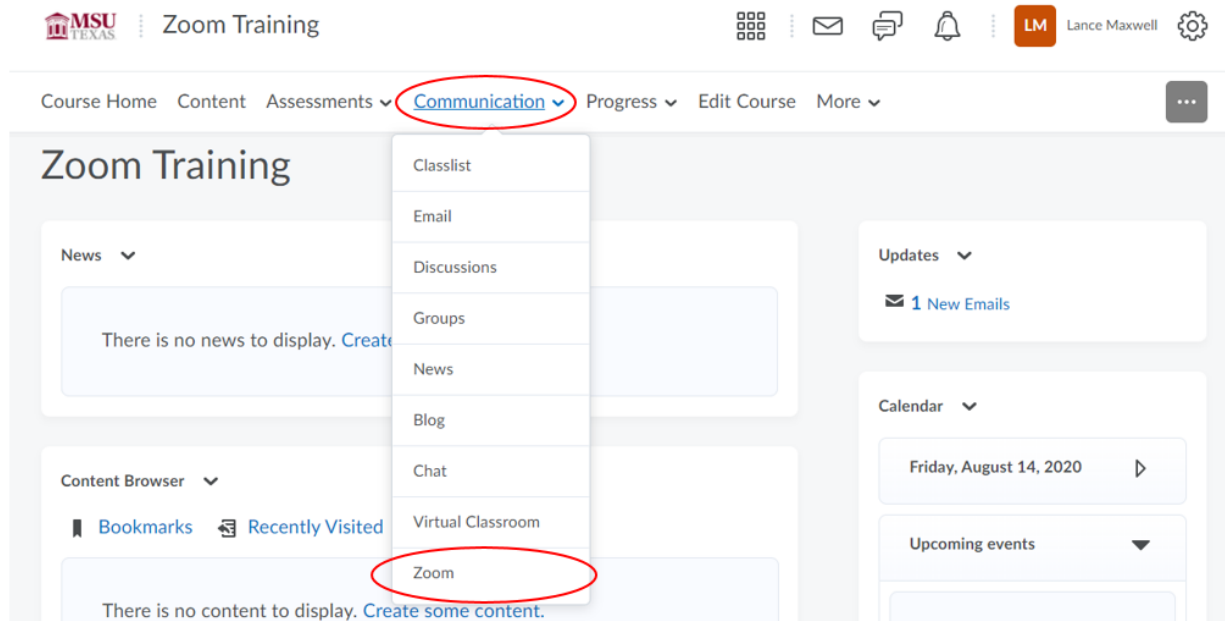 MSU
TEXAS
Zoom Training
LM
Lance Maxwell
Course Home
Content
Assessments
Communication
Progress
Edit Course
More
Zoom Training
Classlist
Email
Discussions
Groups
News
Blog
Chat
Virtual Classroom
Zoom
News
There is no news to display. Create
Content Browser
Bookmarks
Recently Visited
There is no content to display. Create some content.
Updates
1 New Emails
Calendar
Friday, August 14, 2020
Upcoming events